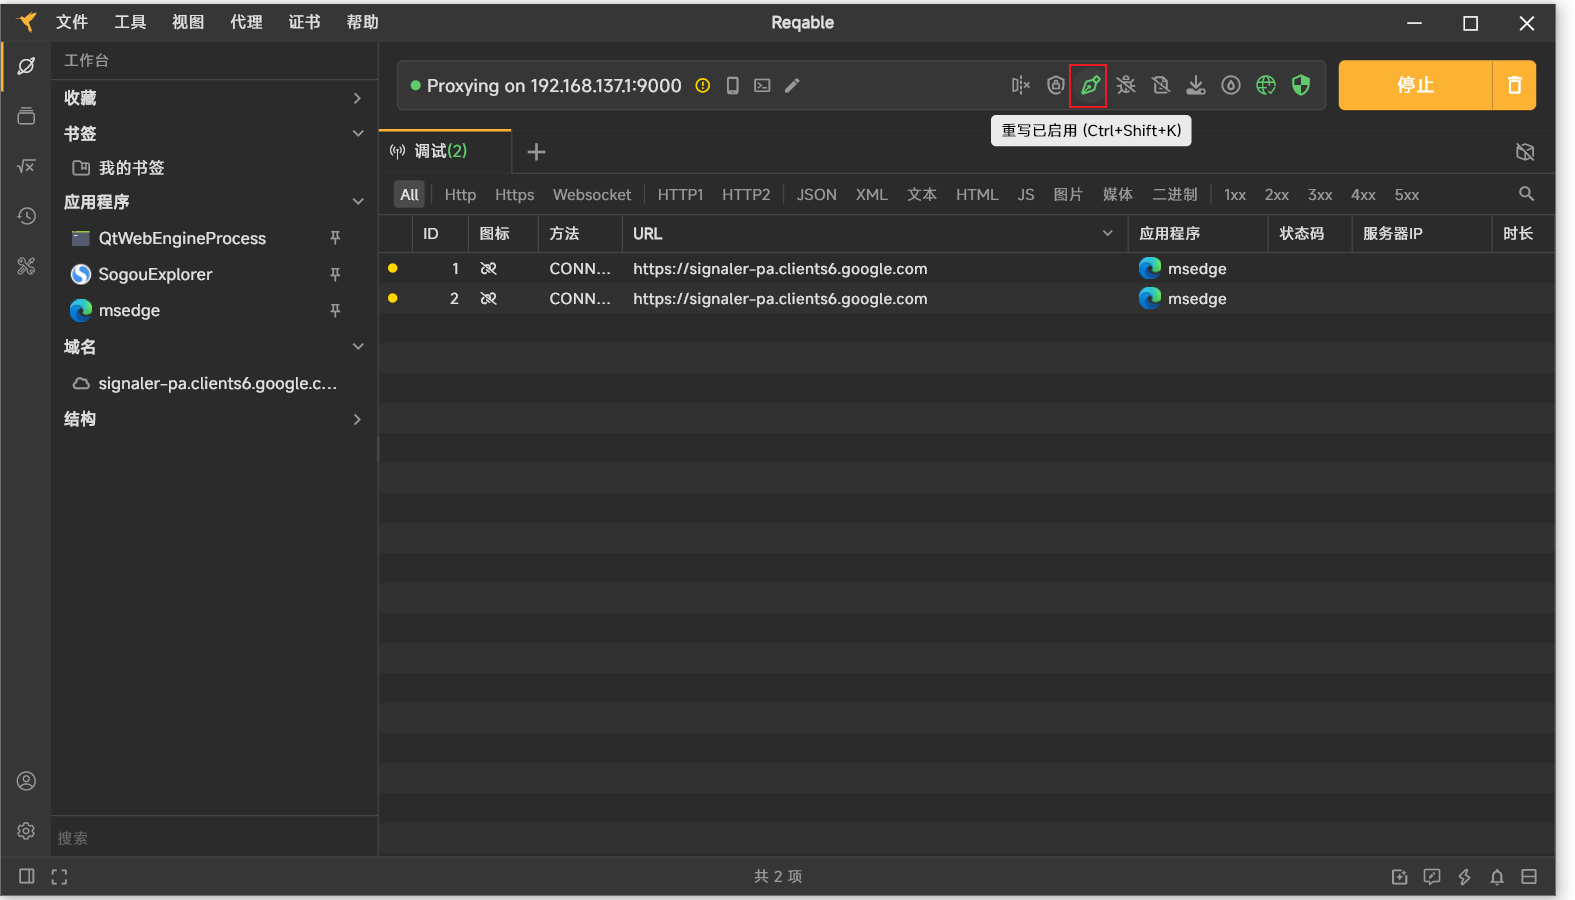 文件 工具 视图 代理 证书 帮助 Reqable
工作台
收藏
书签
我的书签
应用程序
QtWebEngineProcess
SogouExplorer
msedge
域名
signaler-pa.clients6.google.c...
结构
搜索
Proxying on 192.168.137.1:9000
停止
重写已启用 (Ctrl+Shift+K)
调试(2)
All Http Https Websocket HTTP1 HTTP2 JSON XML 文本 HTML JS 图片 媒体 二进制 1xx 2xx 3xx 4xx 5xx
ID 图标 方法 URL 应用程序 状态码 服务器IP 时长
1 CONN... https://signaler-pa.clients6.google.com msedge
2 CONN... https://signaler-pa.clients6.google.com msedge
共 2 项